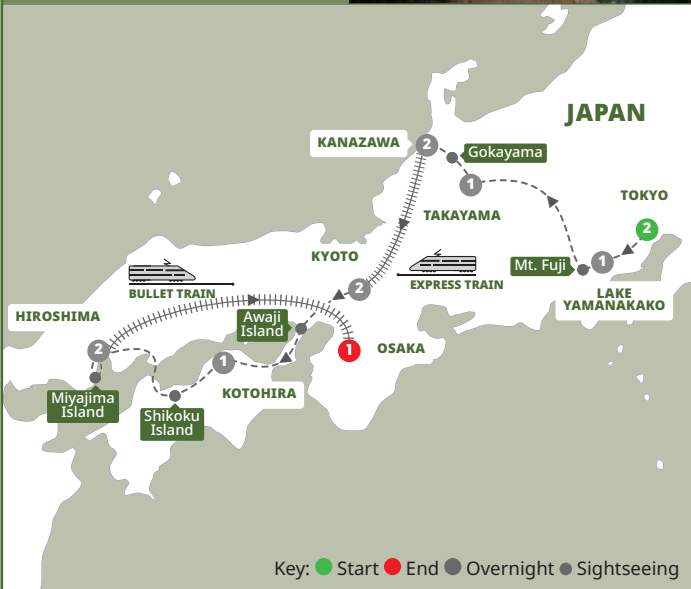 JAPAN
KANAZAWA
2
Gokayama
1
TAKAYAMA
TOKYO
2
KYOTO
Mt. Fuji
1
EXPRESS TRAIN
2
LAKE
YAMANAKAKO
BULLET TRAIN
HIROSHIMA
Awaji
Island
2
1
1
OSAKA
KOTOHIRA
Miyajima
Island
Shikoku
Island
Key: Start End Overnight Sightseeing